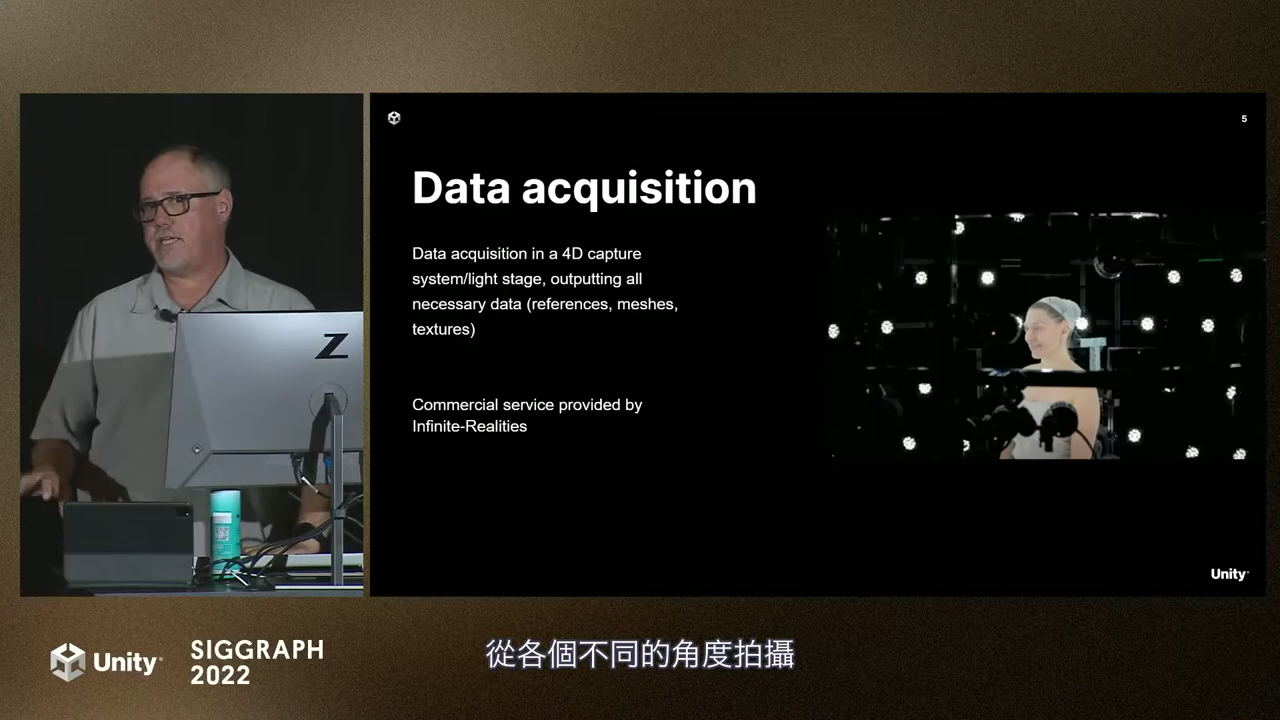 5
Data acquisition
Data acquisition in a 4D capture
system/light stage, outputting all
necessary data (references, meshes,
textures)
Commercial service provided by
Infinite-Realities
Unity
Unity
SIGGRAPH
2022
從各個不同的角度拍攝